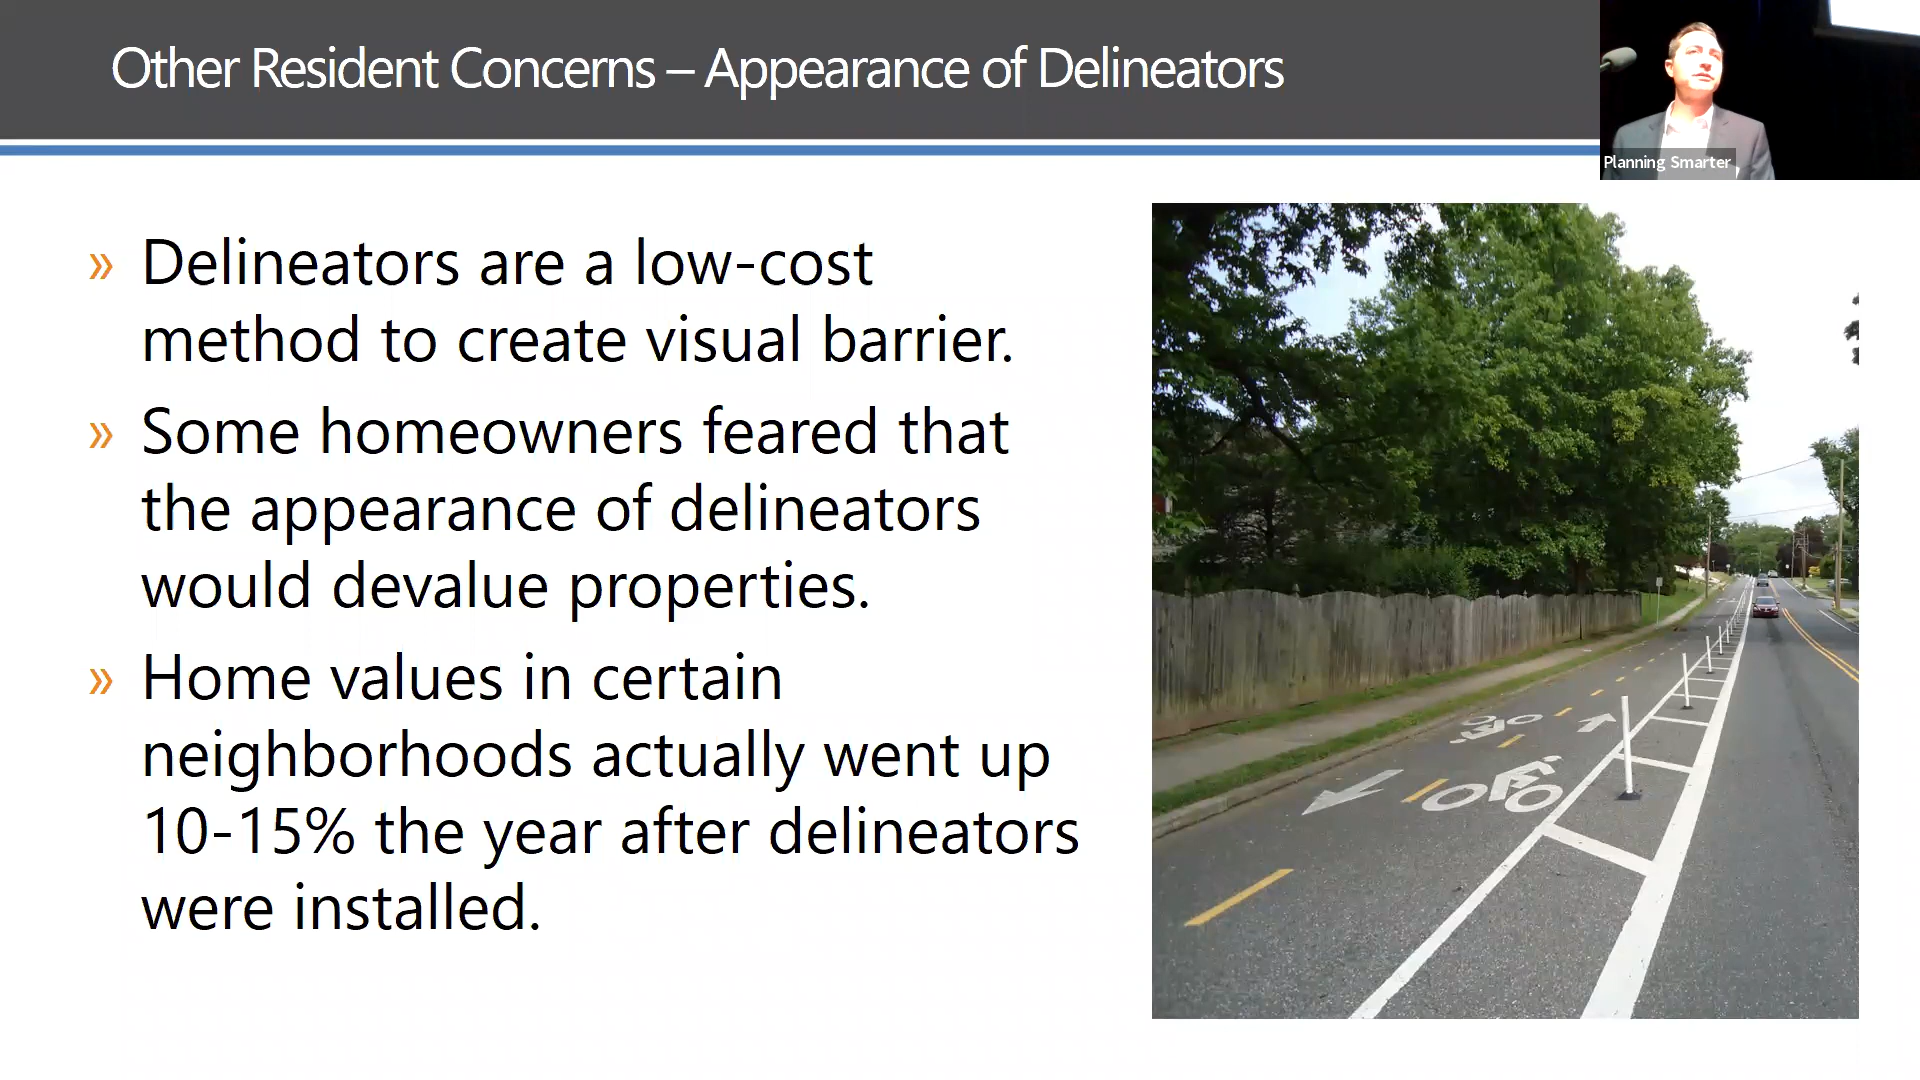 Other Resident Concerns – Appearance of Delineators
Planning Smarter
» Delineators are a low-cost
method to create visual barrier.
» Some homeowners feared that
the appearance of delineators
would devalue properties.
» Home values in certain
neighborhoods actually went up
10-15% the year after delineators
were installed.